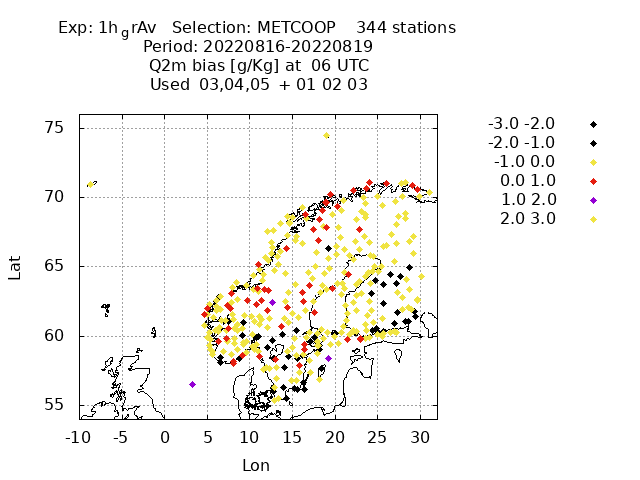 Exp: 1hgrAv Selection: METCOOP 344 stations
Period: 20220816-20220819
Q2m bias [g/Kg] at 06 UTC
Used 03,04,05 + 01 02 03
-3.0 -2.0
-2.0 -1.0
-1.0 0.0
0.0 1.0
1.0 2.0
2.0 3.0
Lat
75
70
65
60
55
-10 -5 0 5 10 15 20 25 30
Lon